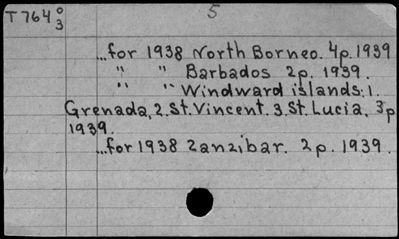 T 764 0/3
5
...for 1938 North Borneo. 4p. 1939
" " Barbados 2p. 1939.
" " Windward islands: 1.
Grenada, 2. St. Vincent. 3. St. Lucia, 3p
1939.
...for 1938 Zanzibar. 2p. 1939.